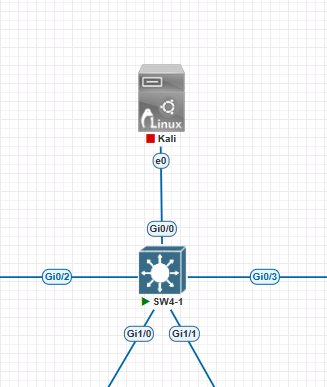 Linux
Kali
e0
Gi0/0
Gi0/2
Gi0/3
SW4-1
Gi1/0
Gi1/1